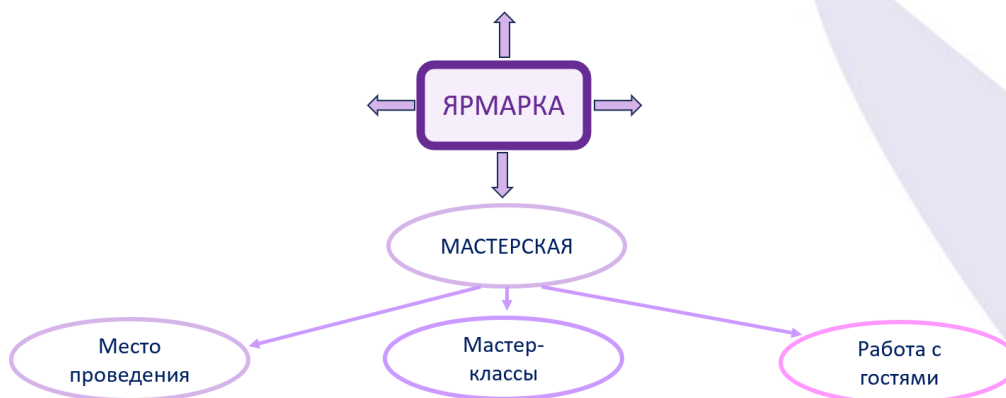 ЯРМАРКА
МАСТЕРСКАЯ
Место
проведения
Мастер-
классы
Работа с
гостями